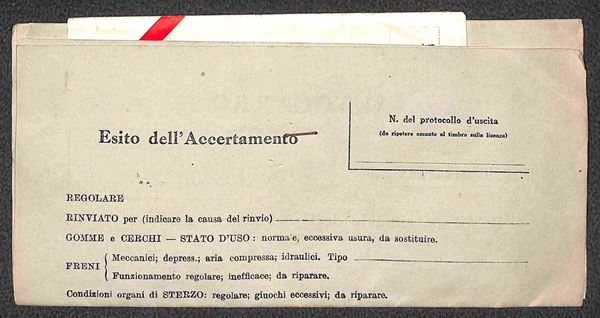 N. del protocollo d'uscita
(da ripetere accanto al timbro sulla licenza)
Esito dell'Accertamento
REGOLARE
RINVIATO per (indicare la causa del rinvio)
GOMME e CERCHI — STATO D'USO: norma'e, eccessiva usura, da sostituire.
FRENI { Meccanici; depress.; aria compressa; idraulici. Tipo
Funzionamento regolare; inefficace; da riparare.
Condizioni organi di STERZO: regolare; giuochi eccessivi; da riparare.